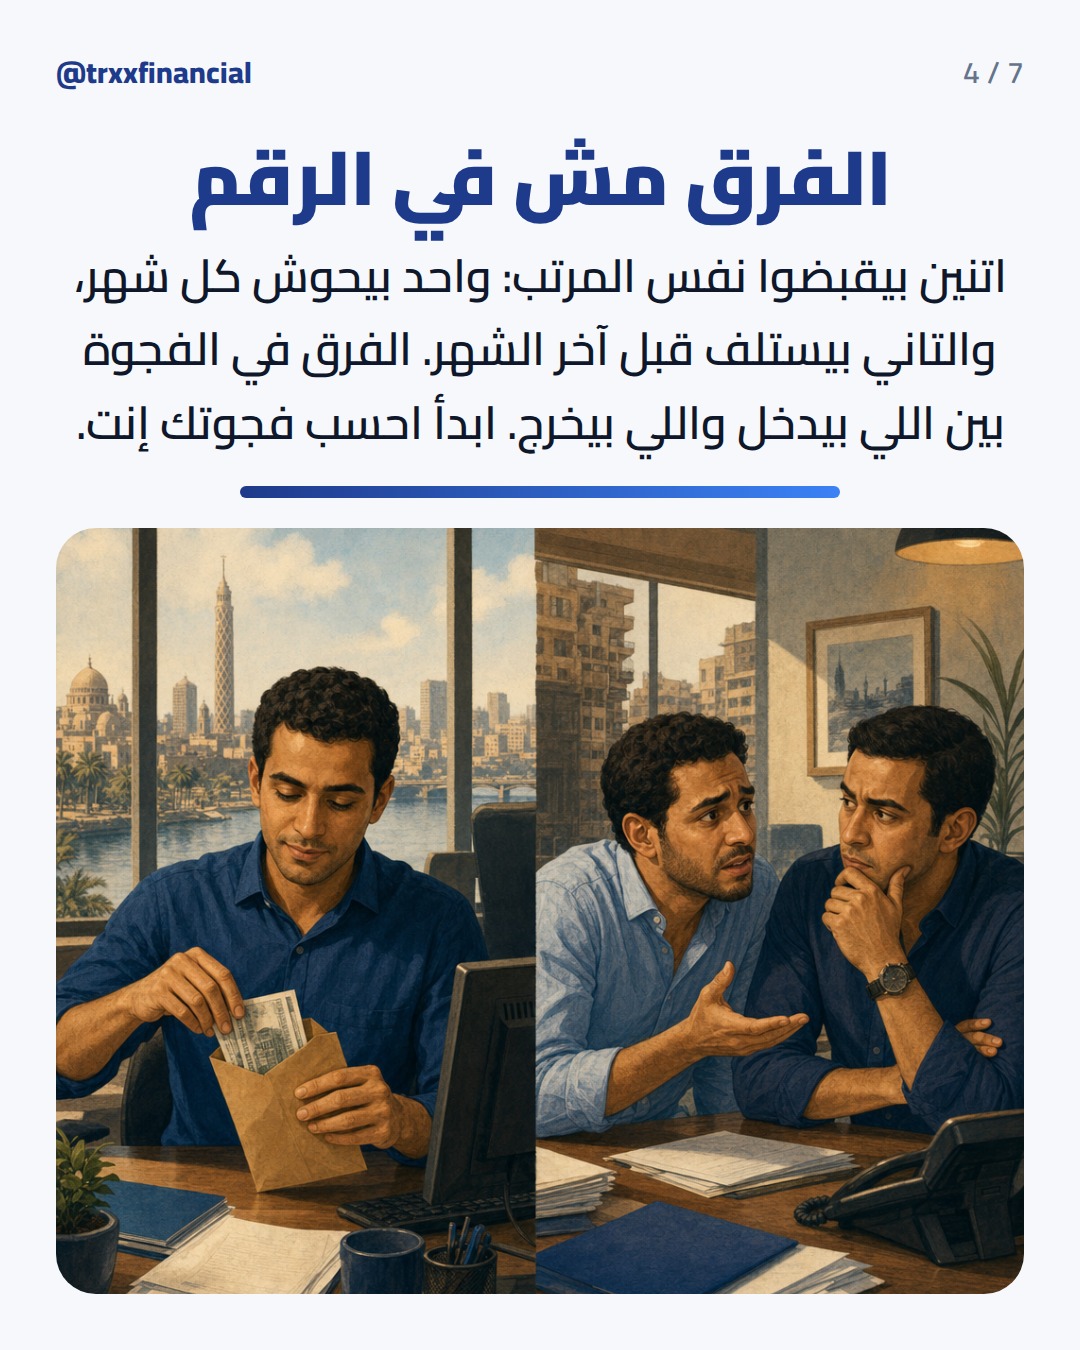 @trxxfinancial
4 / 7
الفرق مش في الرقم
اتنين بيقبضوا نفس المرتب: واحد بيحوش كل شهر،
والتاني بيستلف قبل آخر الشهر. الفرق في الفجوة
بين اللي بيدخل واللي بيخرج. ابدأ احسب فجوتك إنت.